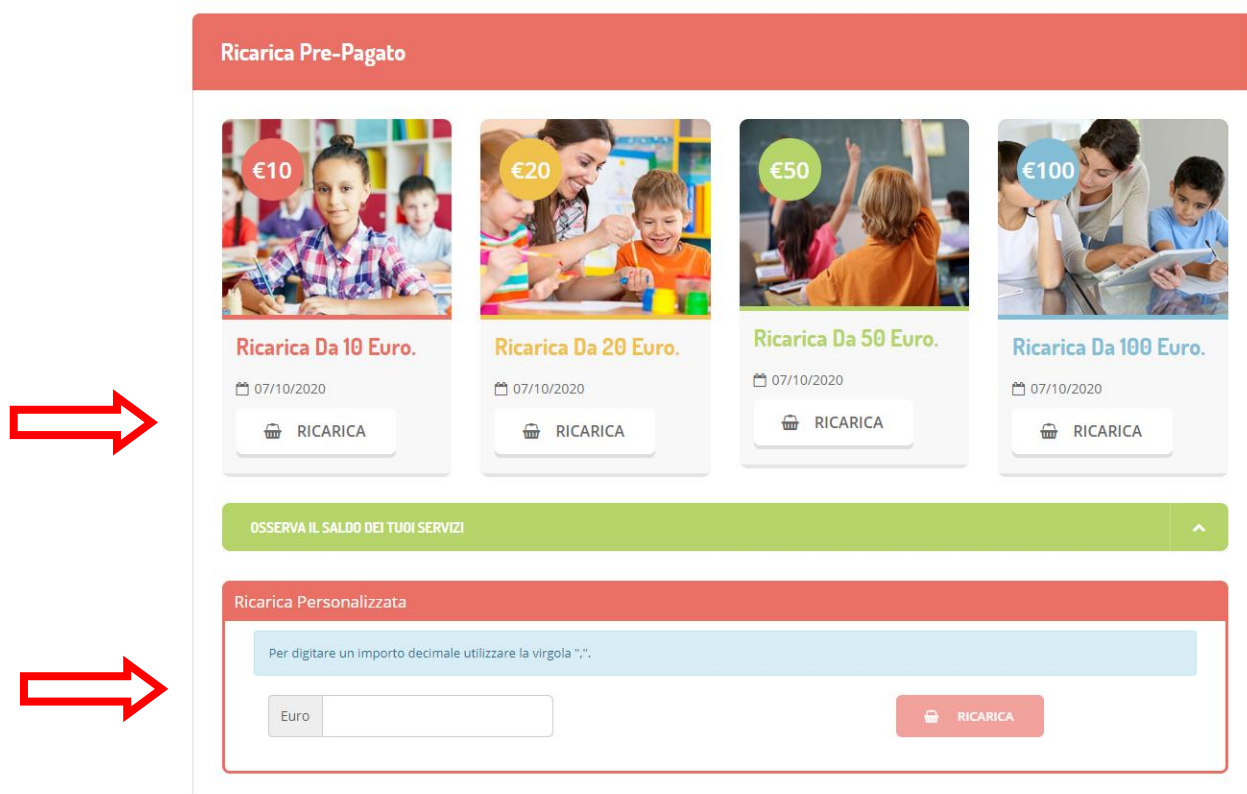 Ricarica Pre-Pagato
€10
€20
€50
€100
Ricarica Da 10 Euro.
Ricarica Da 20 Euro.
Ricarica Da 50 Euro.
Ricarica Da 100 Euro.
07/10/2020
07/10/2020
07/10/2020
07/10/2020
RICARICA
RICARICA
RICARICA
RICARICA
OSSERVA IL SALDO DEI TUOI SERVIZI
Ricarica Personalizzata
Per digitare un importo decimale utilizzare la virgola ",".
Euro
RICARICA